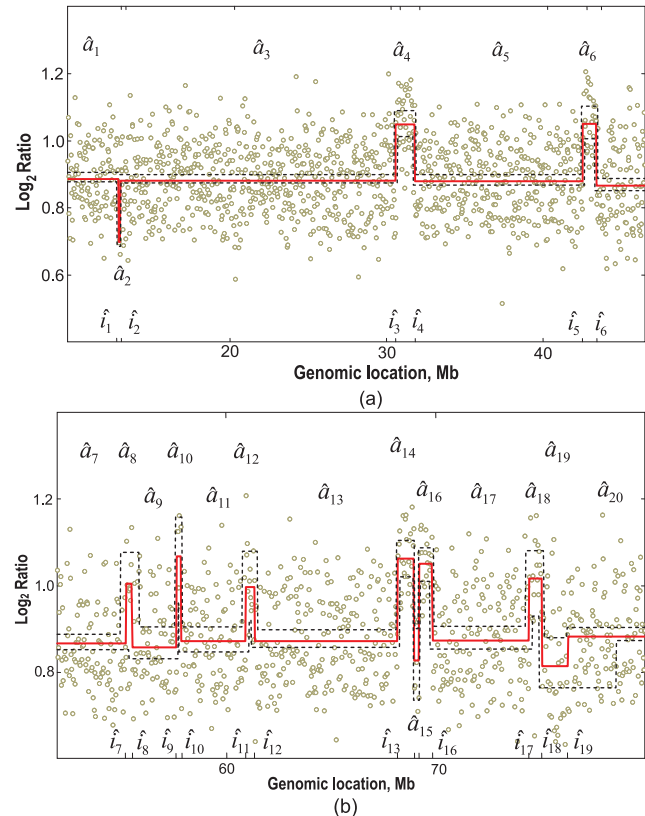 â₁ â₃ â₄ â₅ â₆
1.2
1.0
0.8
0.6
Log₂ Ratio
â₂
î₁ î₂ î₃ î₄ î₅ î₆
20 30 40
Genomic location, Mb
(a)
â₇ â₈ â₉ â₁₀ â₁₁ â₁₂ â₁₃ â₁₄ â₁₆ â₁₇ â₁₈ â₁₉ â₂₀
1.2
1.0
0.8
Log₂ Ratio
â₁₅
î₇ î₈ î₉ î₁₀ î₁₁ î₁₂ î₁₃ î₁₆ î₁₇ î₁₈ î₁₉
60 70
Genomic location, Mb
(b)